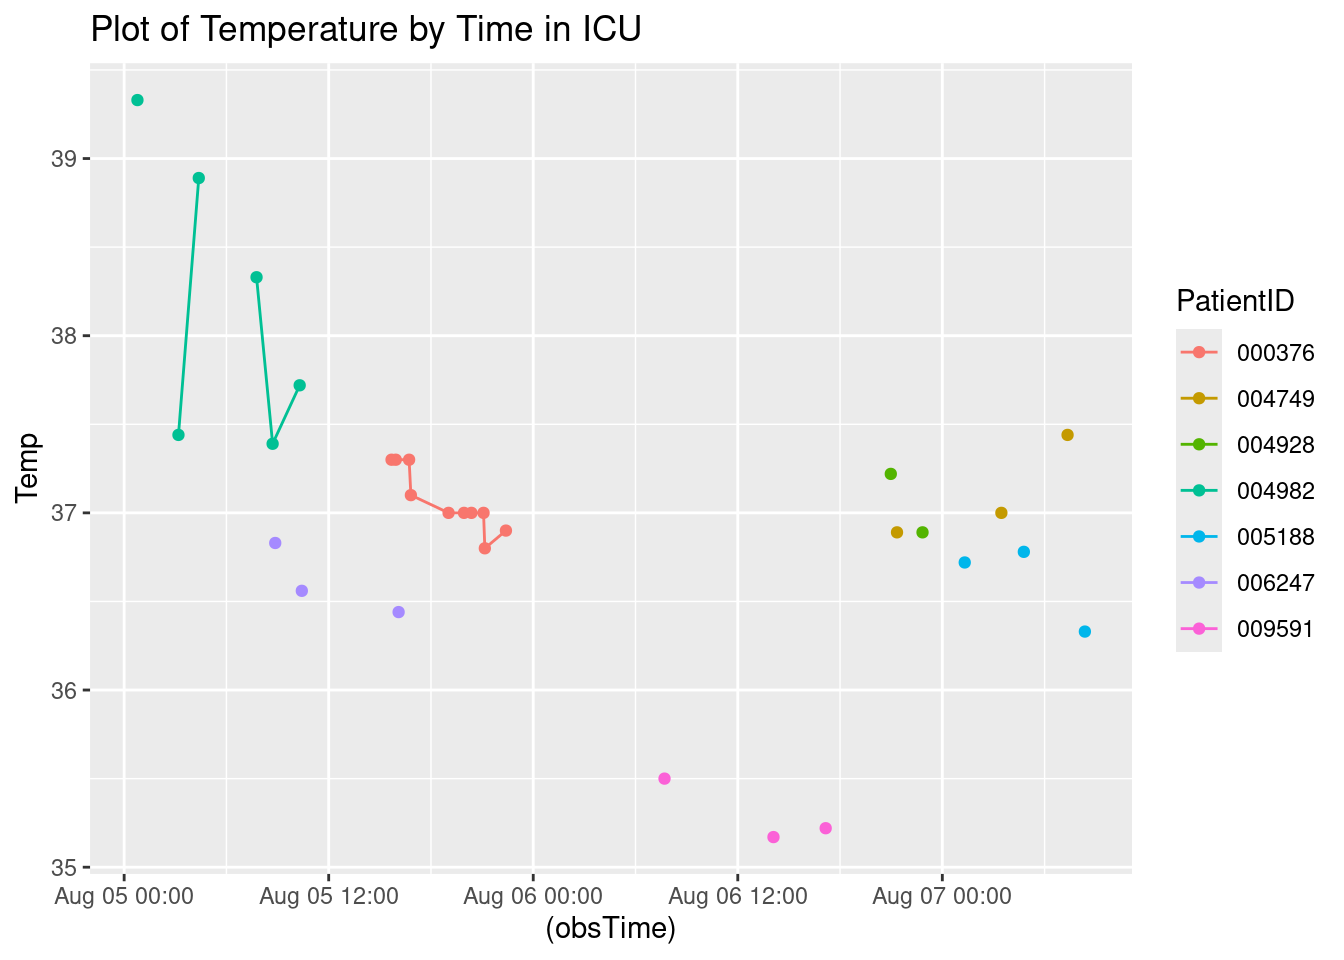 Plot of Temperature by Time in ICU
39
38
37
36
35
Temp
Aug 05 00:00 Aug 05 12:00 Aug 06 00:00 Aug 06 12:00 Aug 07 00:00
(obsTime)
PatientID
000376
004749
004928
004982
005188
006247
009591